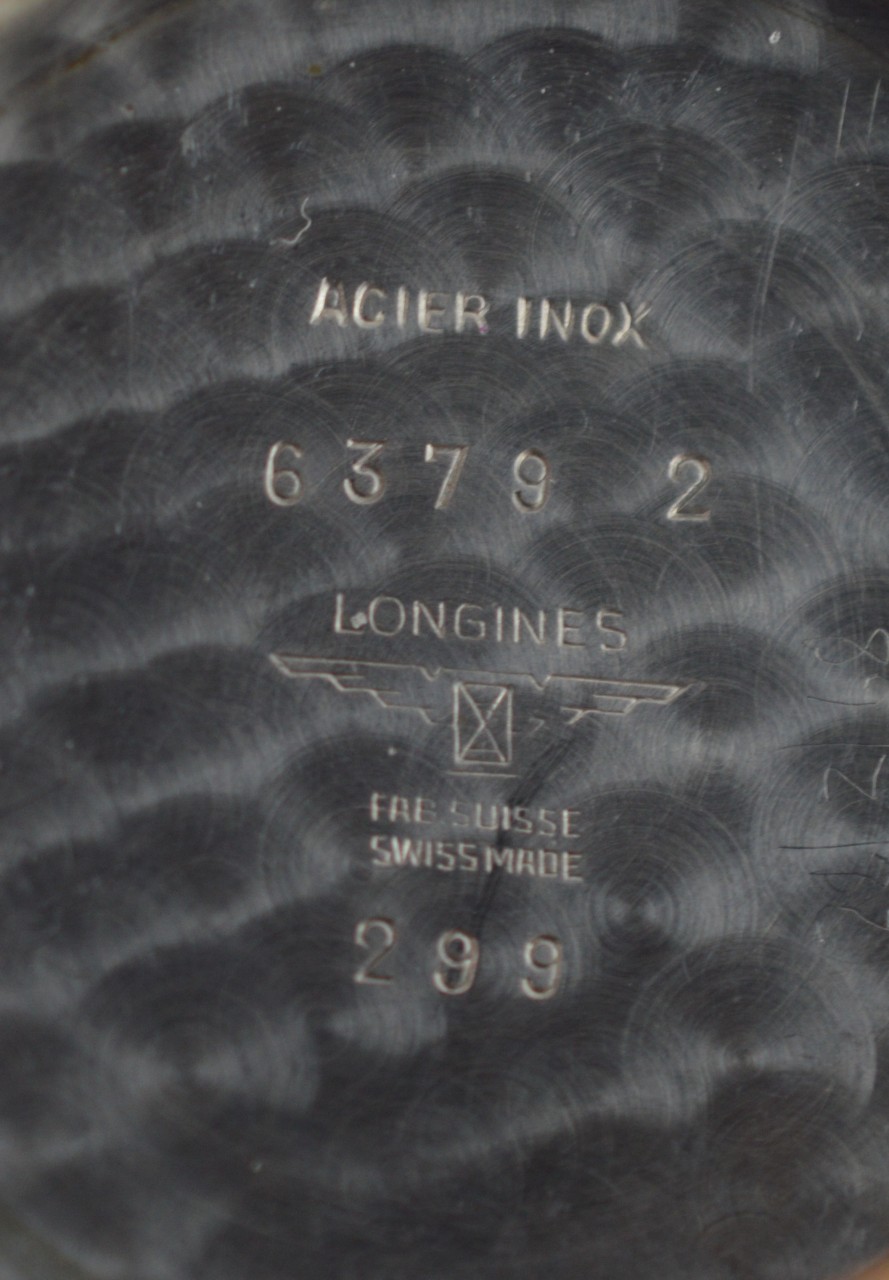 ACIER INOX
6379 2
LONGINES
FAB. SUISSE
SWISS MADE
299